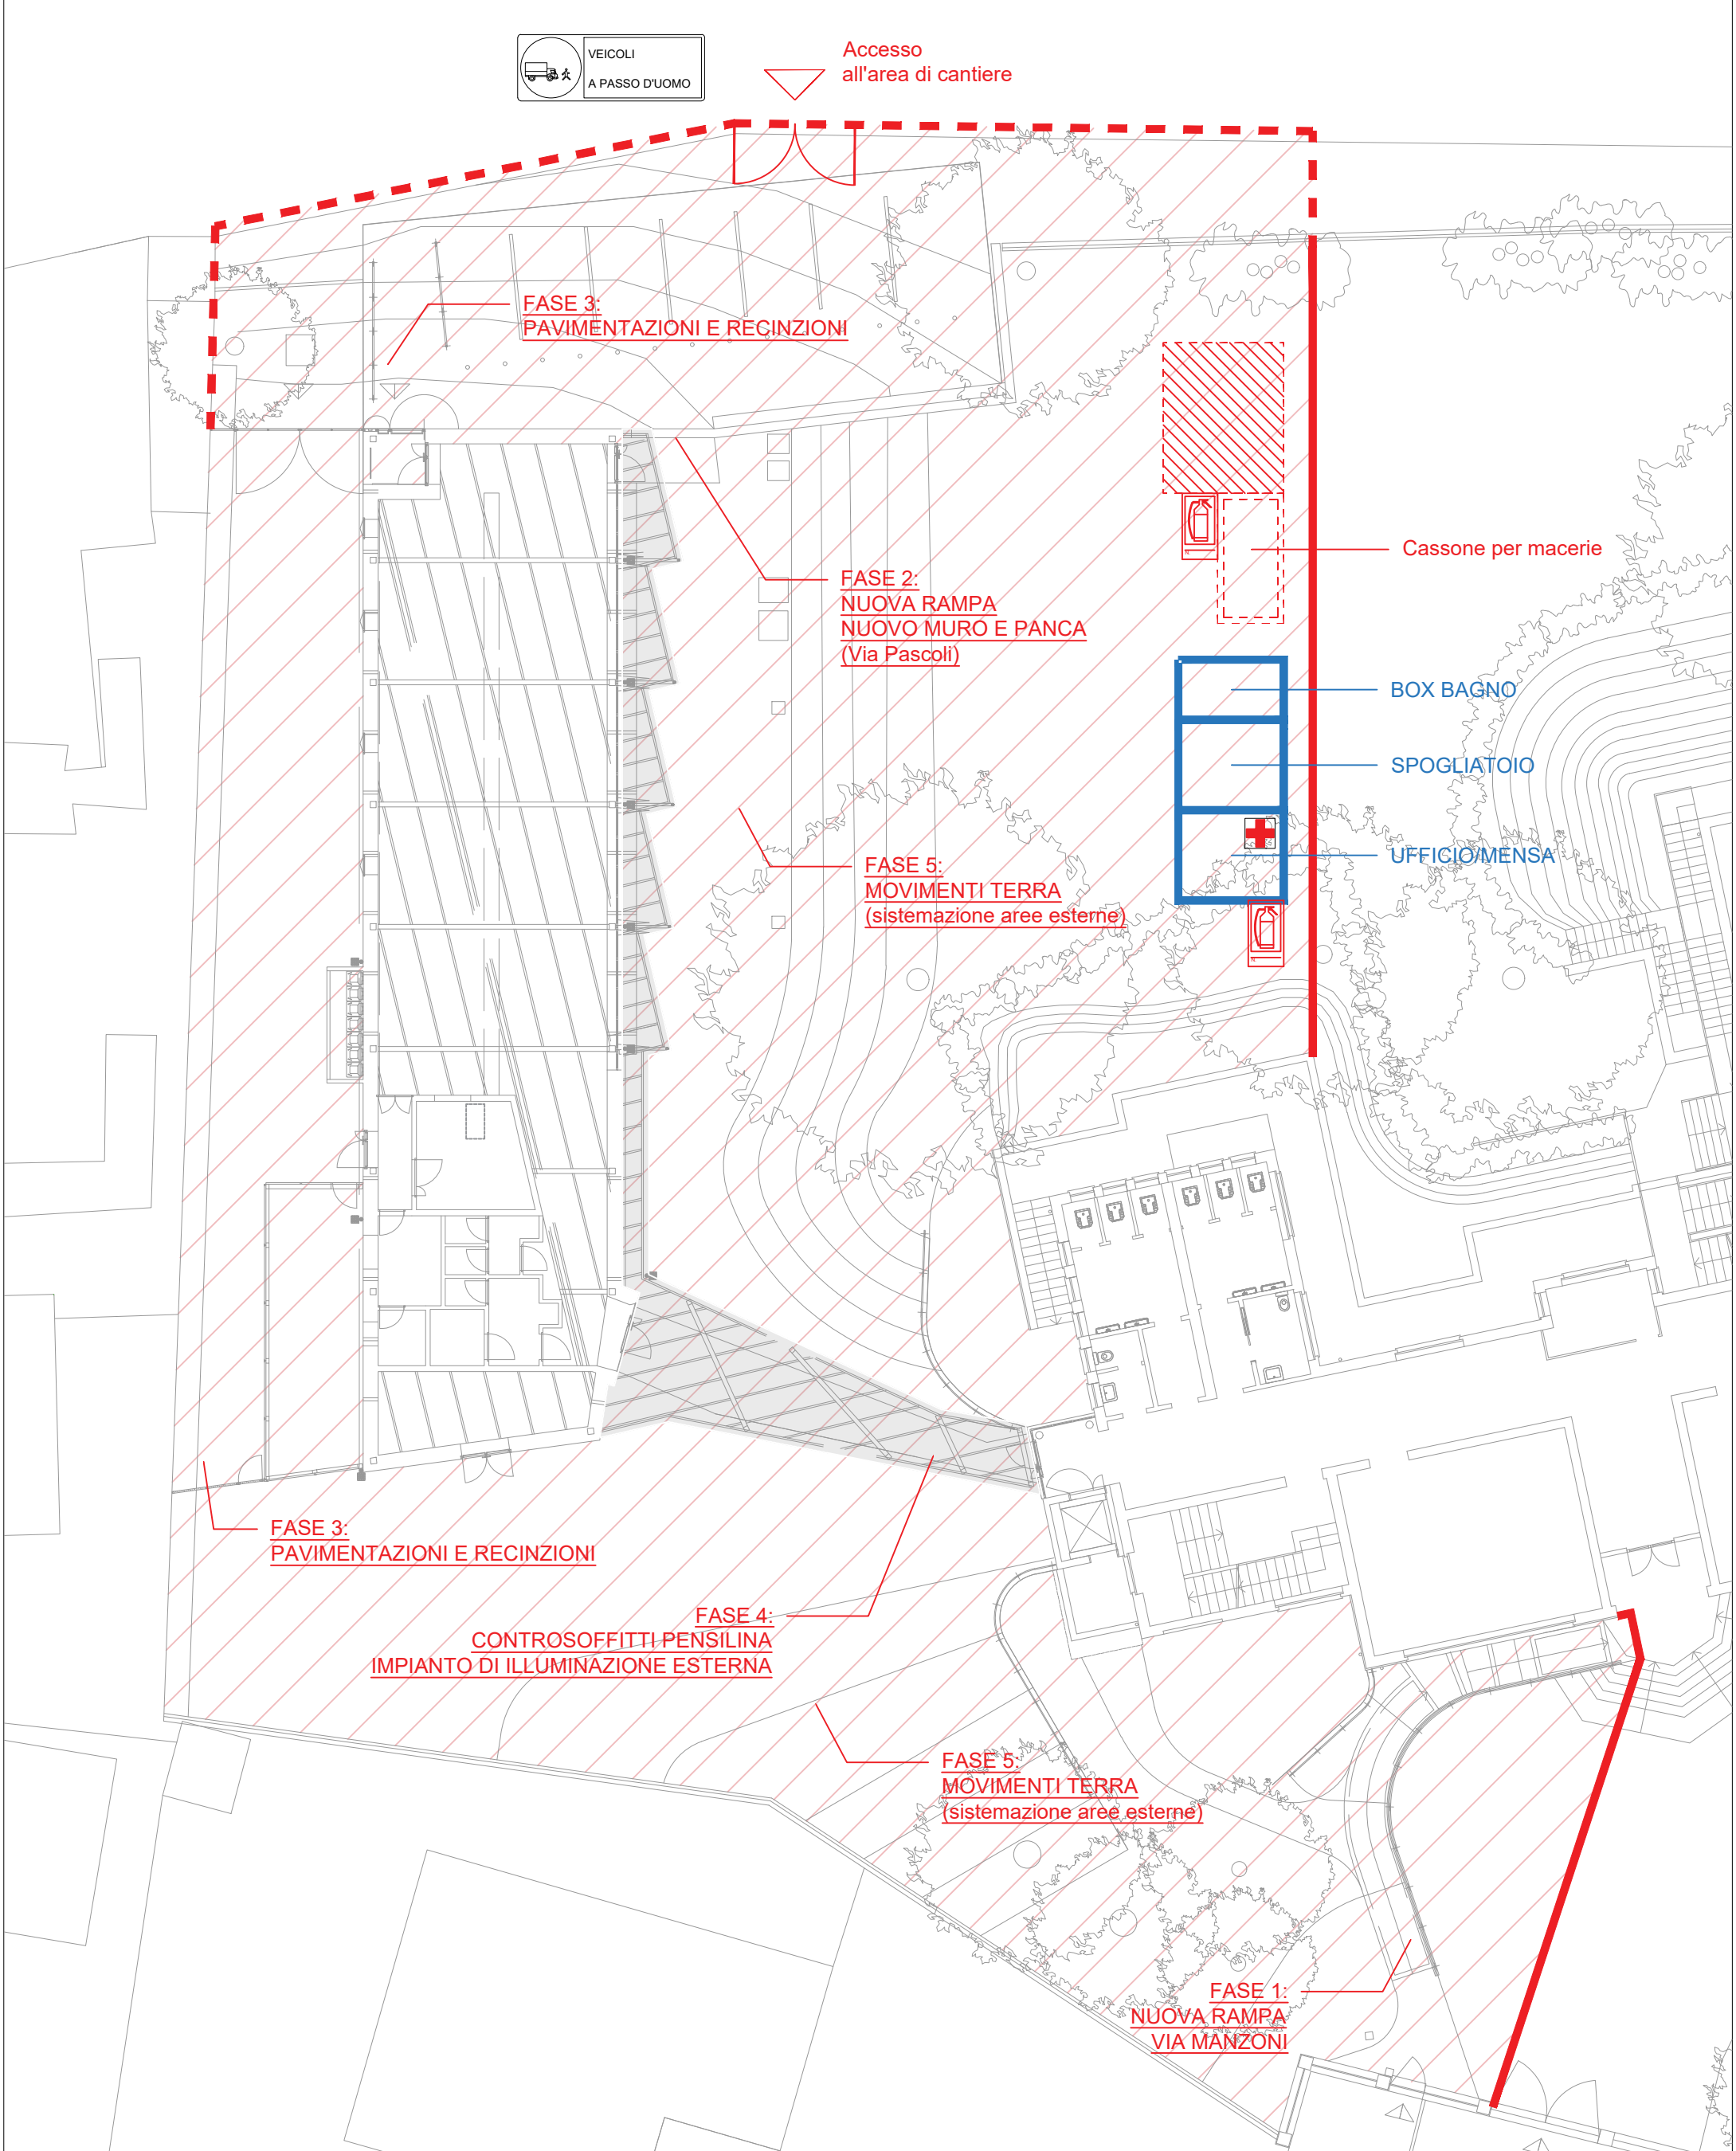 VEICOLI
A PASSO D'UOMO
Accesso
all'area di cantiere
FASE 3:
PAVIMENTAZIONI E RECINZIONI
Cassone per macerie
FASE 2:
NUOVA RAMPA
NUOVO MURO E PANCA
(Via Pascoli)
BOX BAGNO
SPOGLIATOIO
UFFICIO/MENSA
FASE 5:
MOVIMENTI TERRA
(sistemazione aree esterne)
FASE 3:
PAVIMENTAZIONI E RECINZIONI
FASE 4:
CONTROSOFFITTI PENSILINA
IMPIANTO DI ILLUMINAZIONE ESTERNA
FASE 5:
MOVIMENTI TERRA
(sistemazione aree esterne)
FASE 1:
NUOVA RAMPA
VIA MANZONI